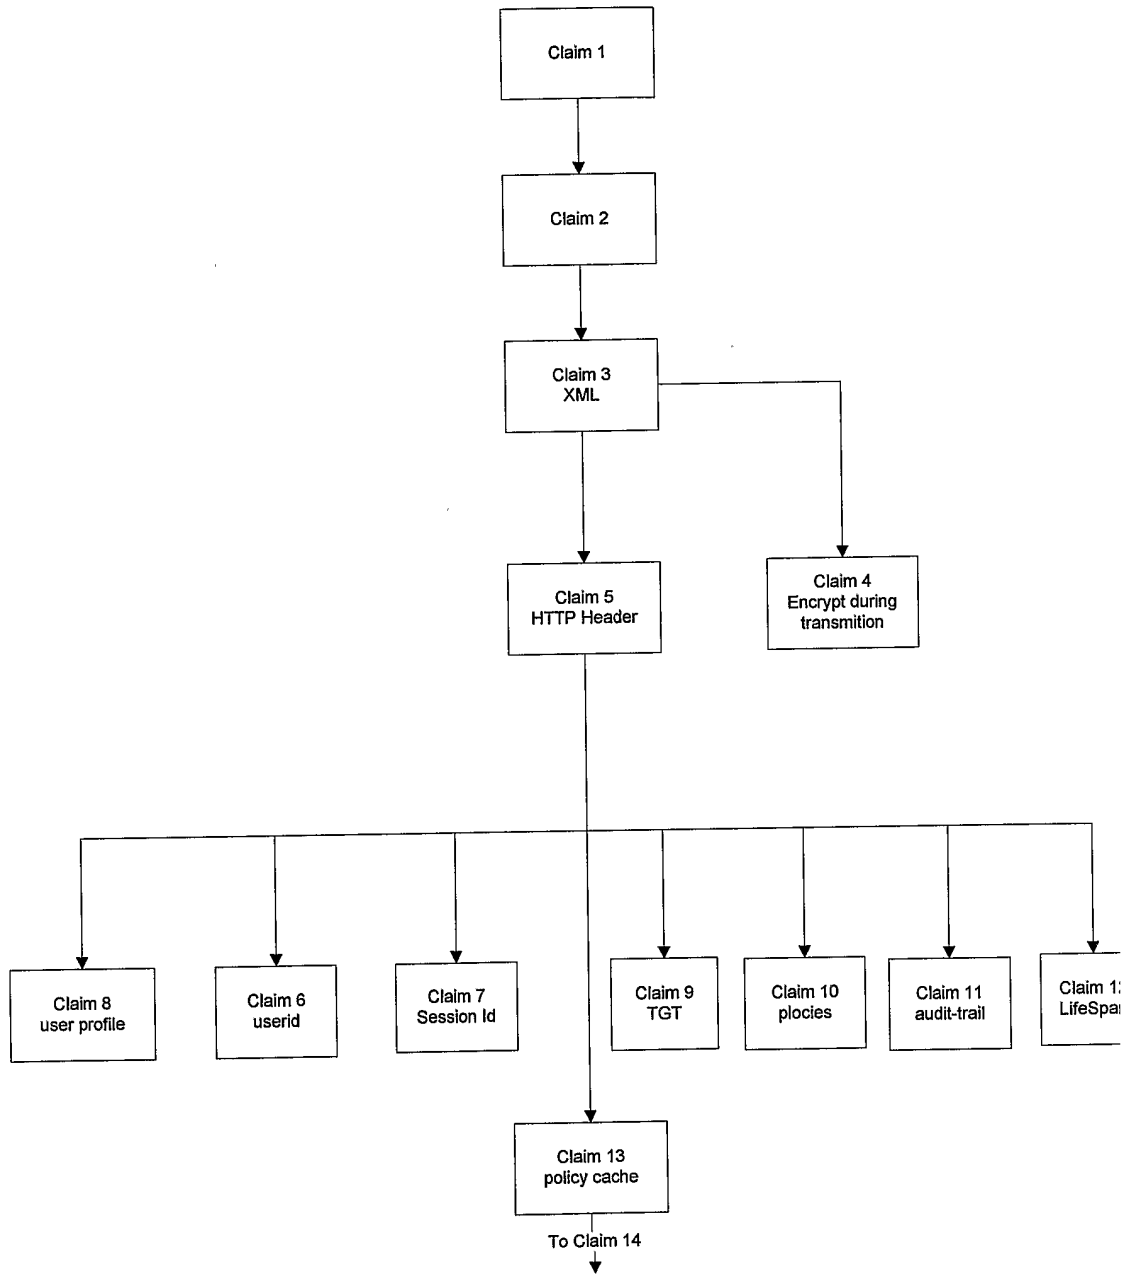 Claim 1
Claim 2
Claim 3
XML
Claim 5
HTTP Header
Claim 4
Encrypt during
transmition
Claim 8
user profile
Claim 6
userid
Claim 7
Session Id
Claim 9
TGT
Claim 10
plocies
Claim 11
audit-trail
Claim
Claim 13
policy cache
To Claim 14